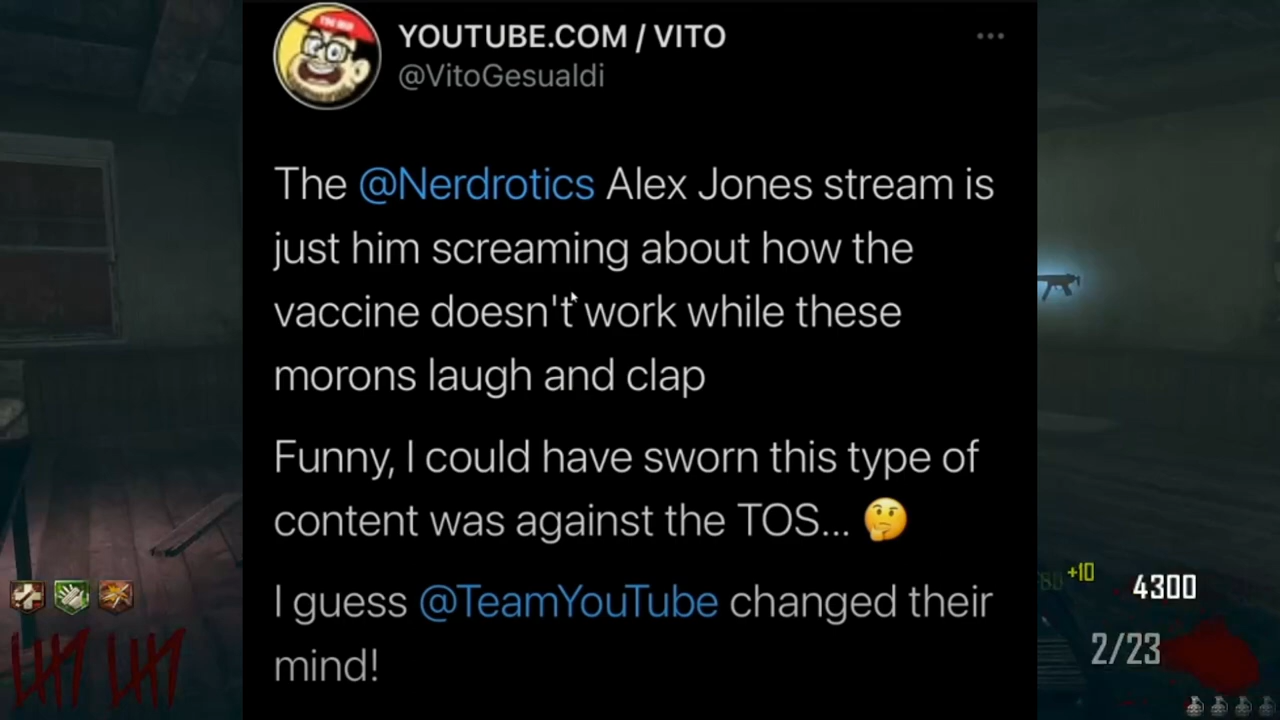 YOUTUBE.COM / VITO
@VitoGesualdi
The @Nerdrotics Alex Jones stream is
just him screaming about how the
vaccine doesn't work while these
morons laugh and clap
Funny, I could have sworn this type of
content was against the TOS... 🤔
I guess @TeamYouTube changed their
mind!
+10
4300
2/23